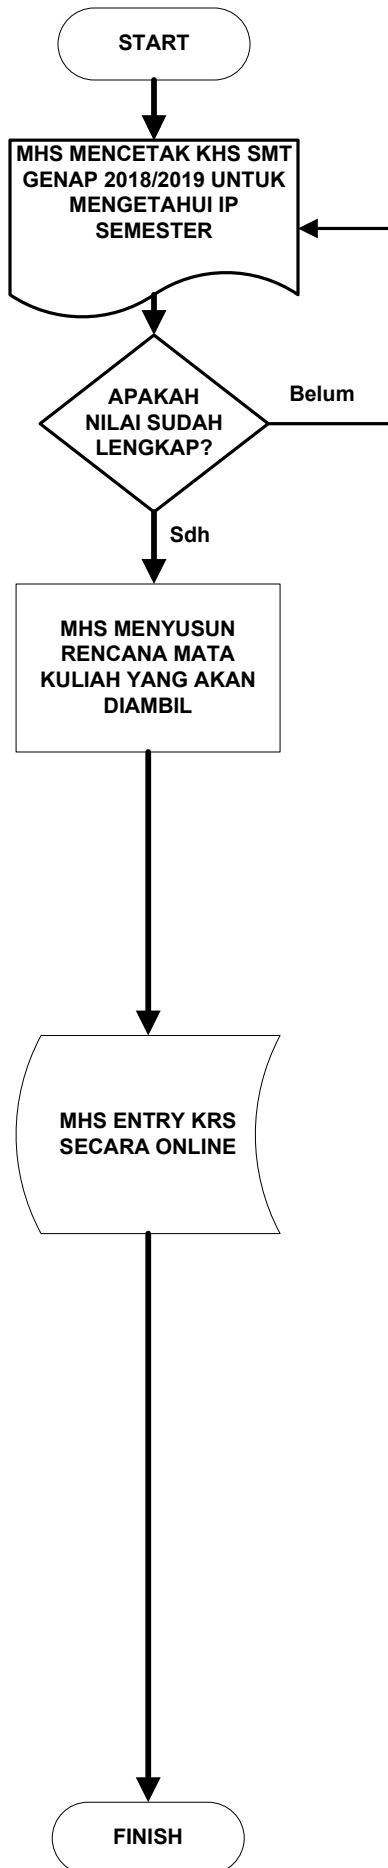 START
MHS MENCETAK KHS SMT
GENAP 2018/2019 UNTUK
MENGETAHUI IP
SEMESTER
APAKAH
NILAI SUDAH
LENGKAP?
Belum
Sdh
MHS MENYUSUN
RENCANA MATA
KULIAH YANG AKAN
DIAMBIL
MHS ENTRY KRS
SECARA ONLINE
FINISH